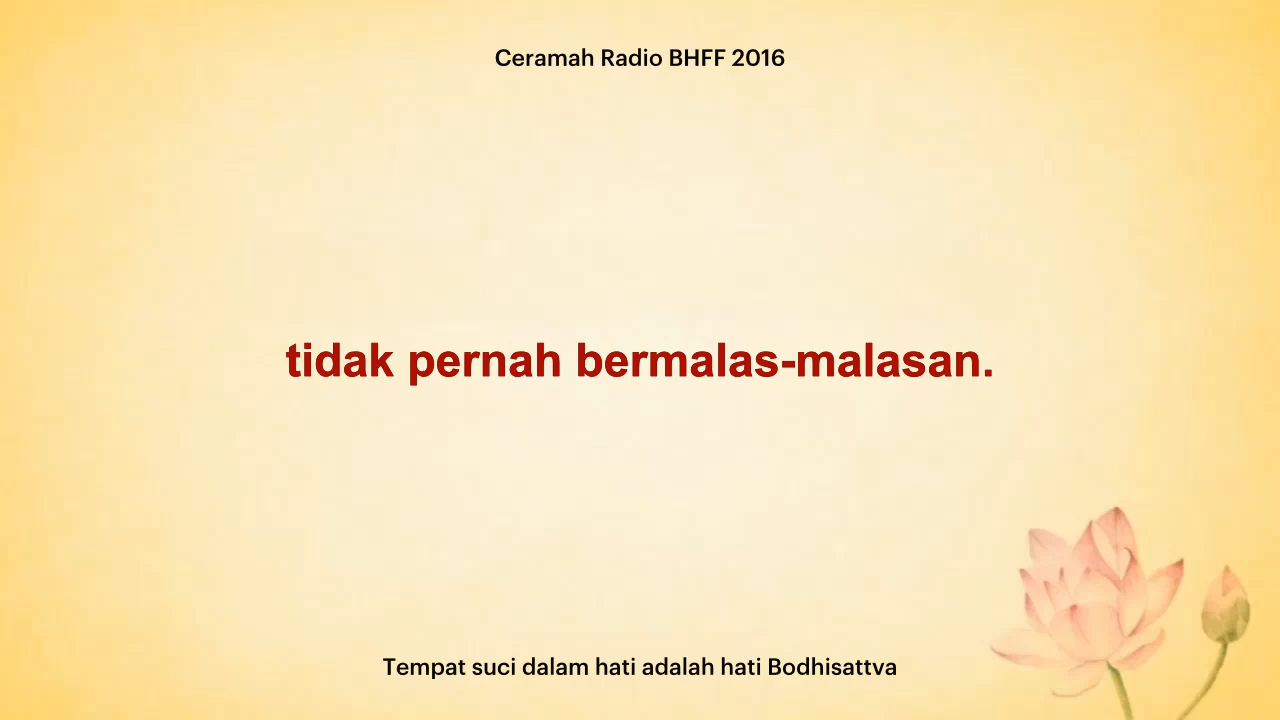 Ceramah Radio BHFF 2016
tidak pernah bermalas-malasan.
Tempat suci dalam hati adalah hati Bodhisattva